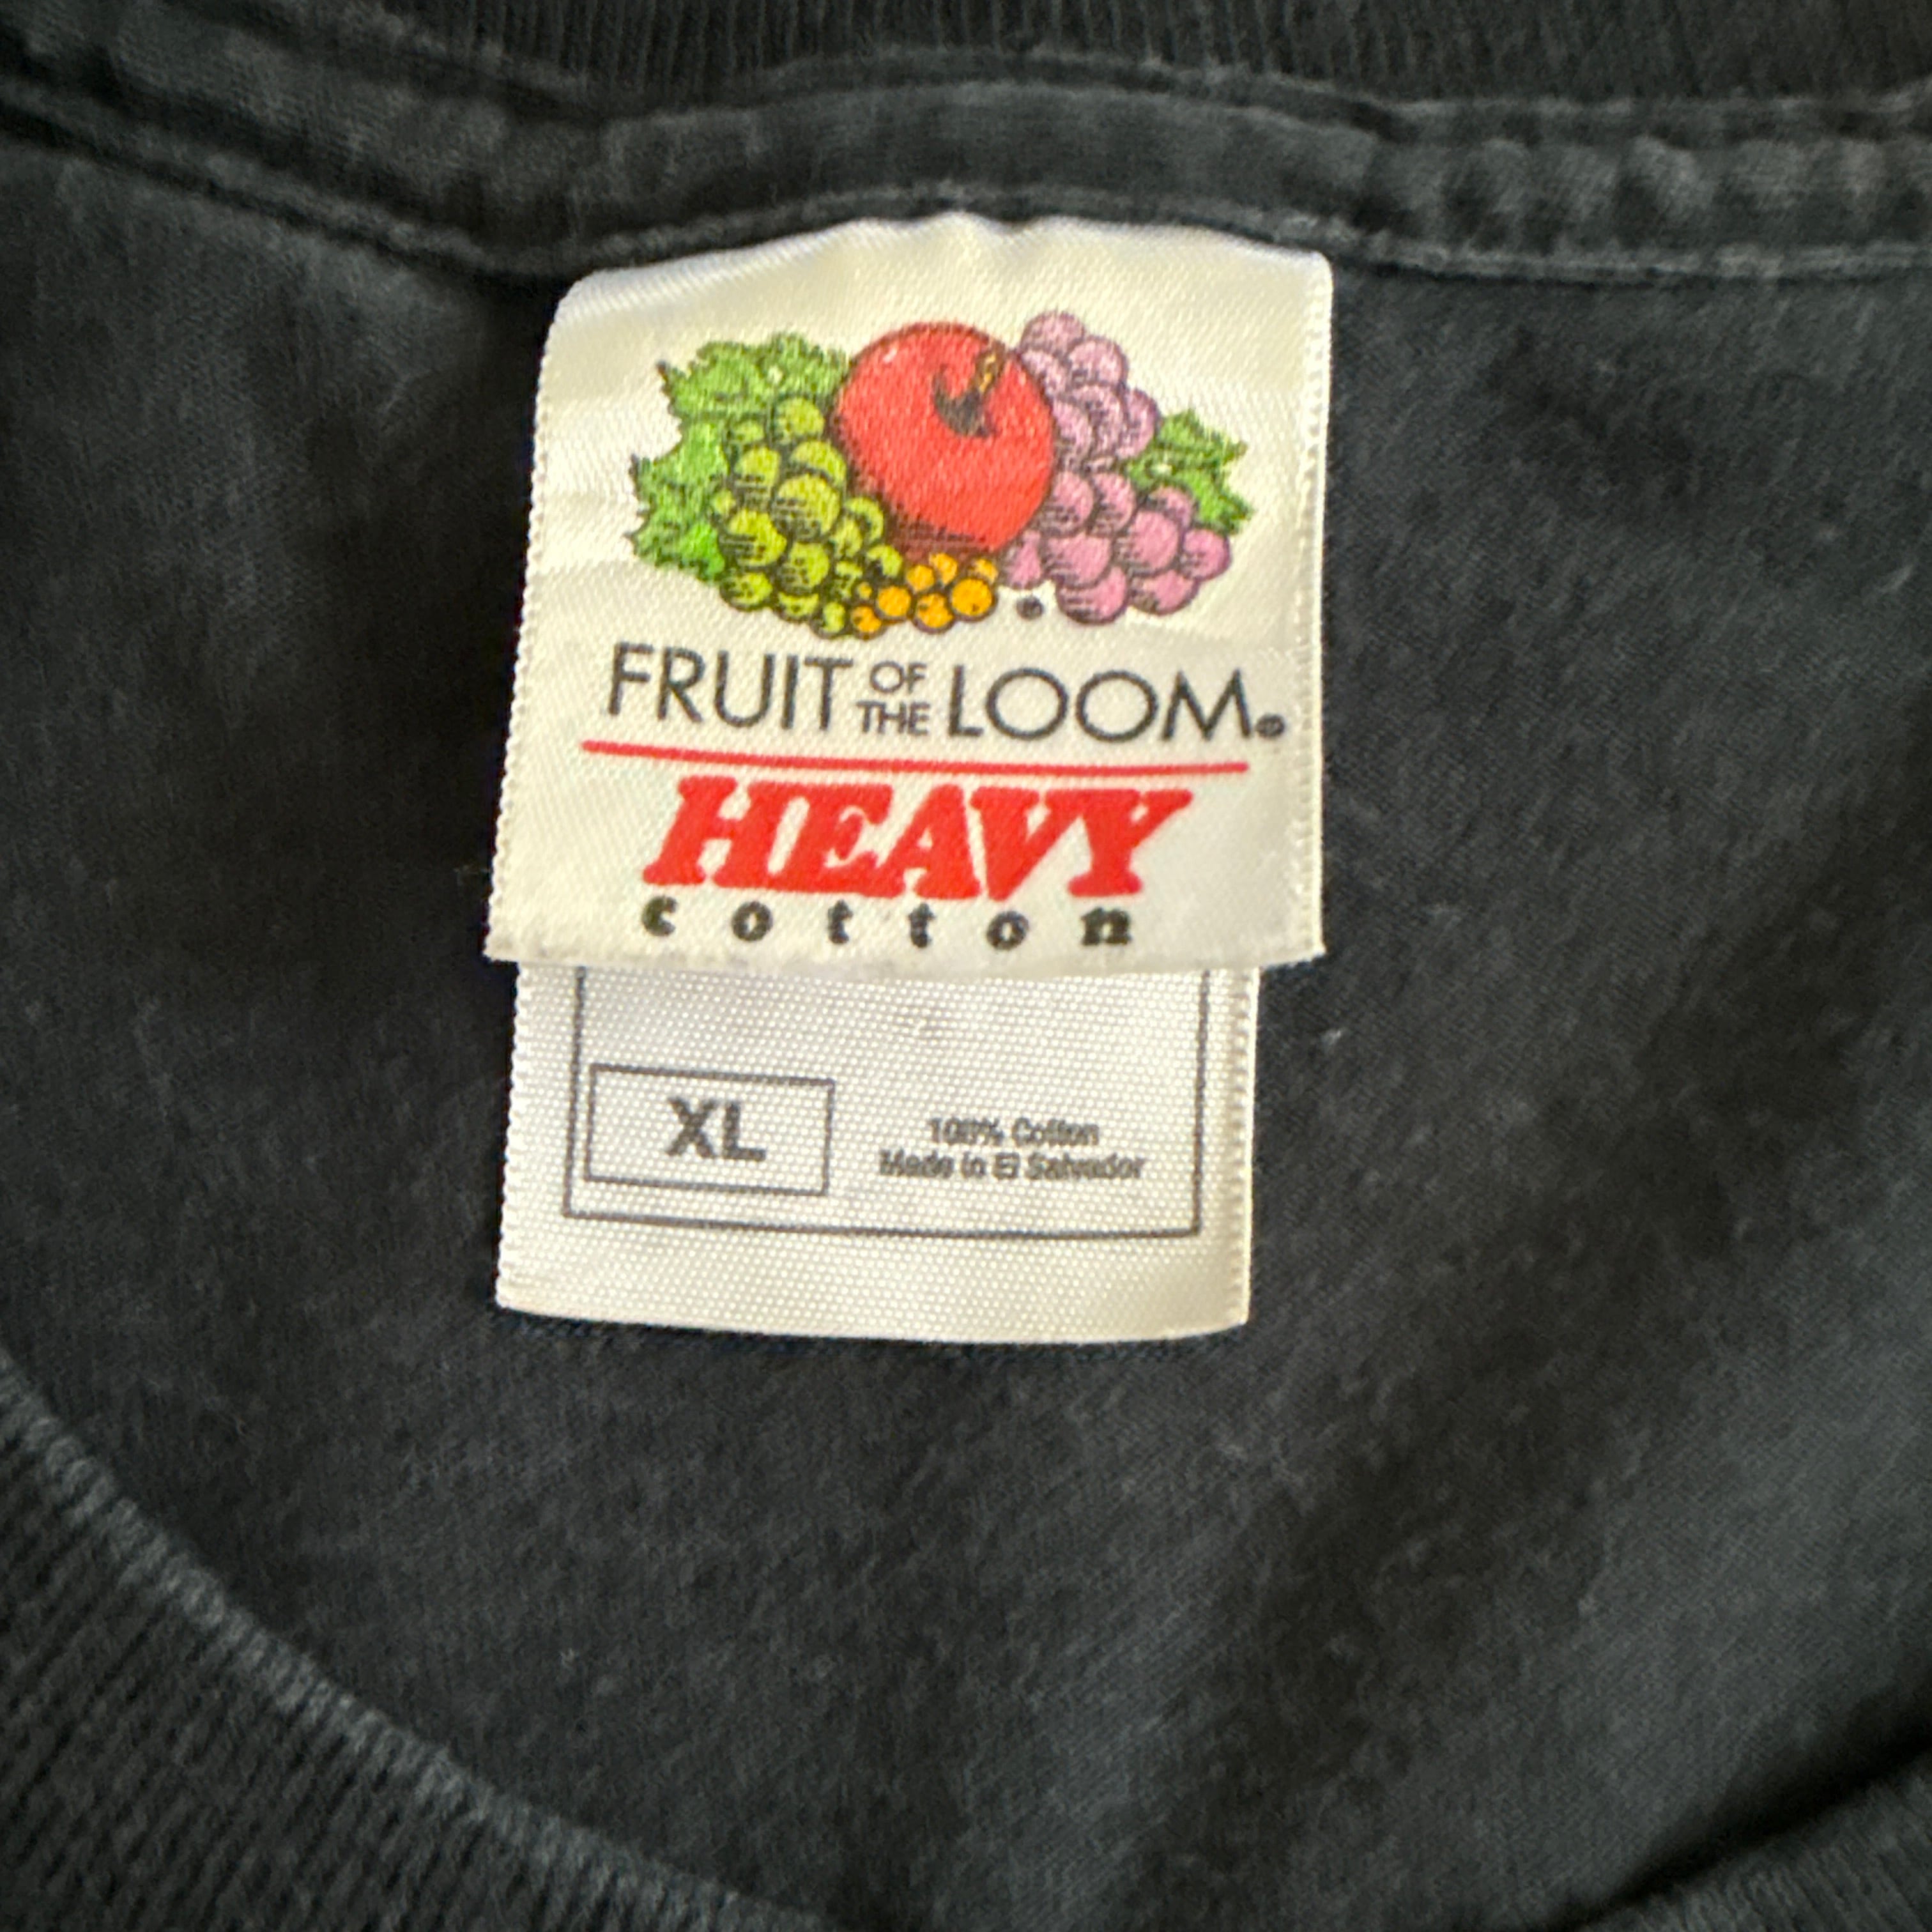 FRUIT OF THE LOOM®
HEAVY
cotton
XL
100% Cotton
Made in El Salvador